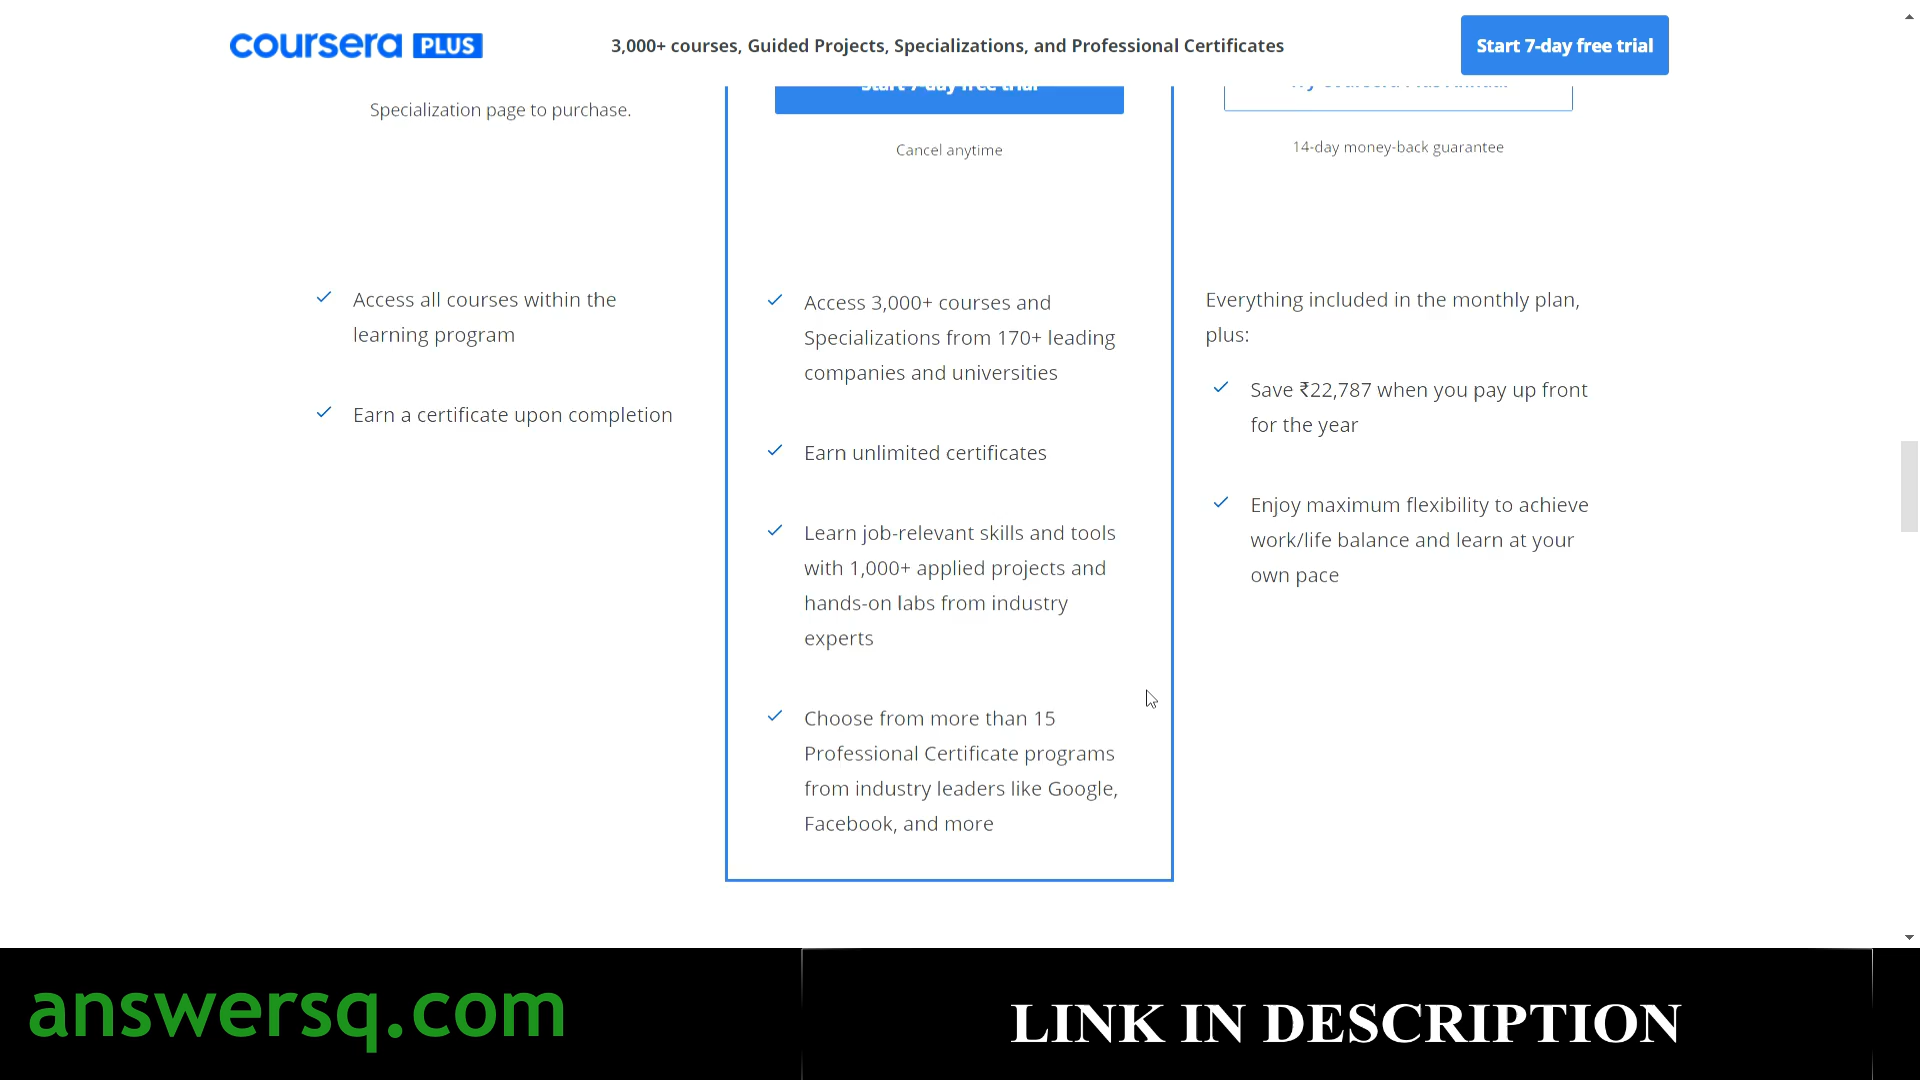 coursera PLUS
3,000+ courses, Guided Projects, Specializations, and Professional Certificates
Start 7-day free trial
Specialization page to purchase.
Access all courses within the
learning program
Earn a certificate upon completion
Start 7-day free trial
Cancel anytime
Access 3,000+ courses and
Specializations from 170+ leading
companies and universities
Earn unlimited certificates
Learn job-relevant skills and tools
with 1,000+ applied projects and
hands-on labs from industry
experts
Choose from more than 15
Professional Certificate programs
from industry leaders like Google,
Facebook, and more
14-day money-back guarantee
Everything included in the monthly plan,
plus:
Save ₹22,787 when you pay up front
for the year
Enjoy maximum flexibility to achieve
work/life balance and learn at your
own pace
answersq.com
LINK IN DESCRIPTION